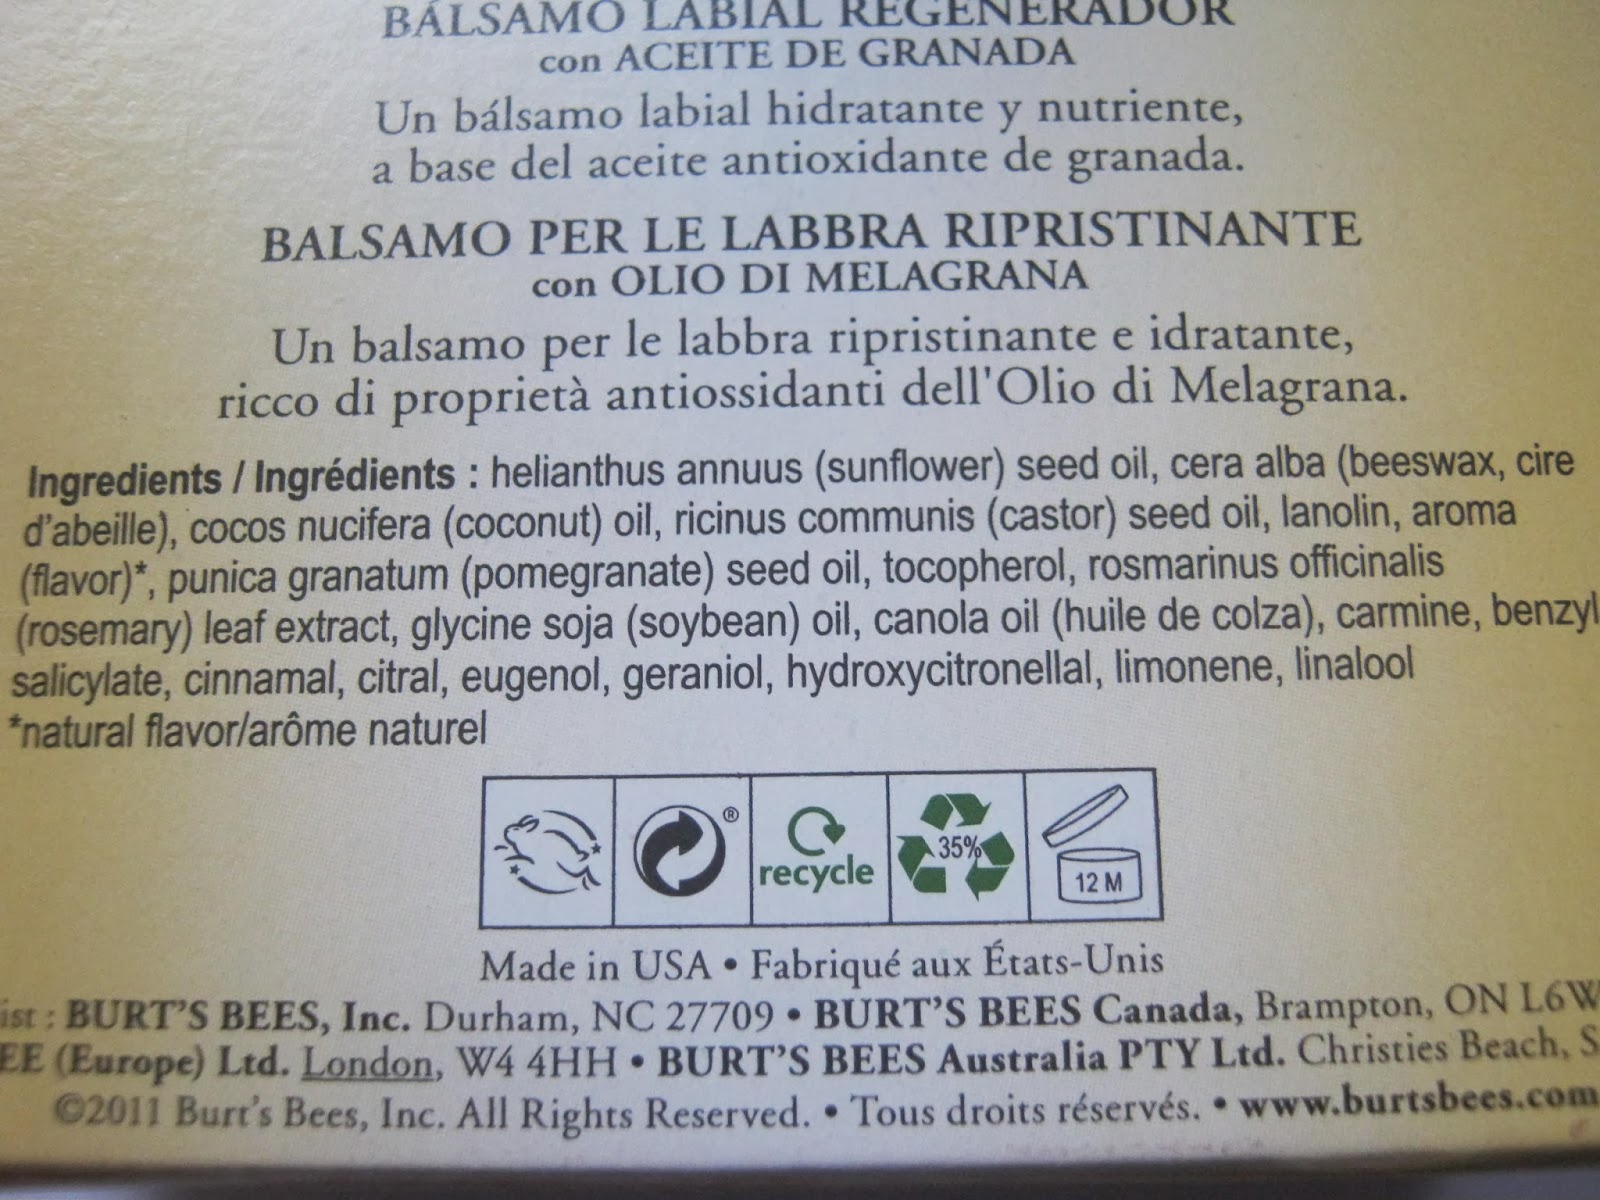 BÁLSAMO LABIAL REGENERADOR
con ACEITE DE GRANADA
Un bálsamo labial hidratante y nutriente,
a base del aceite antioxidante de granada.
BALSAMO PER LE LABBRA RIPRISTINANTE
con OLIO DI MELAGRANA
Un balsamo per le labbra ripristinante e idratante,
ricco di proprietà antiossidanti dell'Olio di Melagrana.
Ingredients / Ingrédients : helianthus annuus (sunflower) seed oil, cera alba (beeswax, cire
d'abeille), cocos nucifera (coconut) oil, ricinus communis (castor) seed oil, lanolin, aroma
(flavor)*, punica granatum (pomegranate) seed oil, tocopherol, rosmarinus officinalis
(rosemary) leaf extract, glycine soja (soybean) oil, canola oil (huile de colza), carmine, benzyl
salicylate, cinnamal, citral, eugenol, geraniol, hydroxycitronellal, limonene, linalool
*natural flavor/arôme naturel
®
recycle
35%
12 M
Made in USA • Fabriqué aux États-Unis
ist : BURT'S BEES, Inc. Durham, NC 27709 • BURT'S BEES Canada, Brampton, ON L6W
EE (Europe) Ltd. London, W4 4HH • BURT'S BEES Australia PTY Ltd. Christies Beach, S
©2011 Burt's Bees, Inc. All Rights Reserved. • Tous droits réservés. • www.burtsbees.com